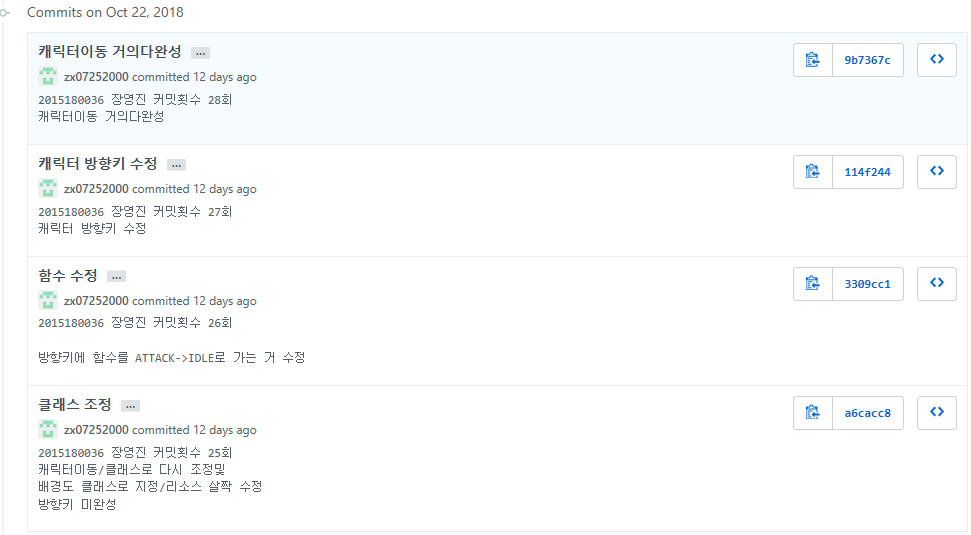 Commits on Oct 22, 2018
캐릭터이동 거의다완성 ...
zx07252000 committed 12 days ago
9b7367c
2015180036 장영진 커밋횟수 28회
캐릭터이동 거의다완성
캐릭터 방향키 수정 ...
zx07252000 committed 12 days ago
114f244
2015180036 장영진 커밋횟수 27회
캐릭터 방향키 수정
함수 수정 ...
zx07252000 committed 12 days ago
3309cc1
2015180036 장영진 커밋횟수 26회
방향키에 함수를 ATTACK->IDLE로 가는 거 수정
클래스 조정 ...
zx07252000 committed 12 days ago
a6cacc8
2015180036 장영진 커밋횟수 25회
캐릭터이동/클래스로 다시 조정및
배경도 클래스로 지정/리소스 살짝 수정
방향키 미완성